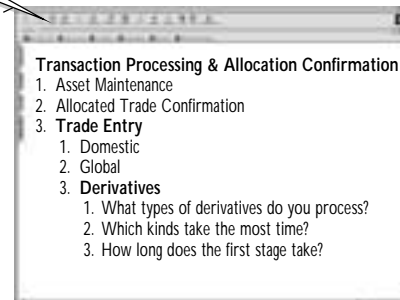 Transaction Processing & Allocation Confirmation
1. Asset Maintenance
2. Allocated Trade Confirmation
3. Trade Entry
1. Domestic
2. Global
3. Derivatives
1. What types of derivatives do you process?
2. Which kinds take the most time?
3. How long does the first stage take?